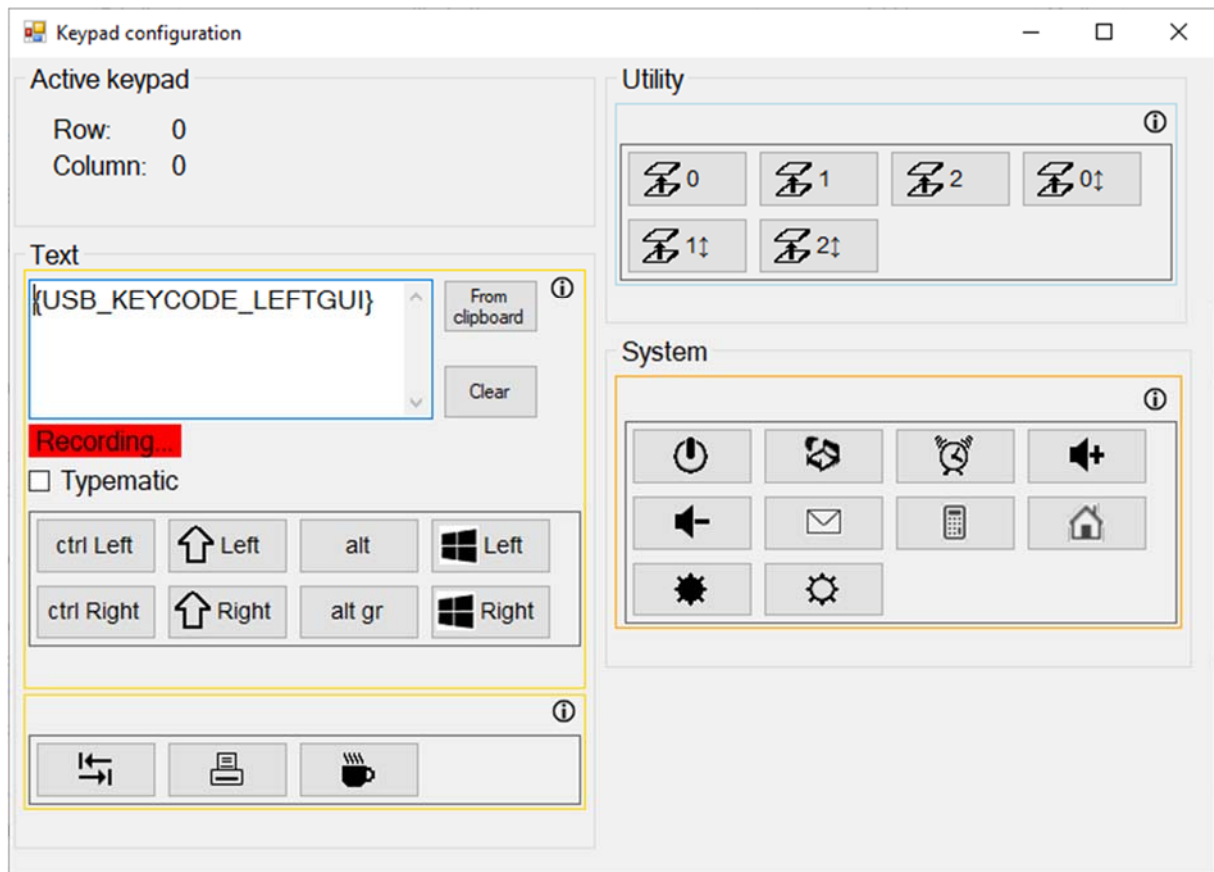 Keypad configuration
Active keypad
Row: 0
Column: 0
Text
{USB_KEYCODE_LEFTGUI}
From
clipboard
Clear
Recording...
Typematic
ctrl Left
Left
alt
Left
ctrl Right
Right
alt gr
Right
Utility
0
1
2
0↕
1↕
2↕
System